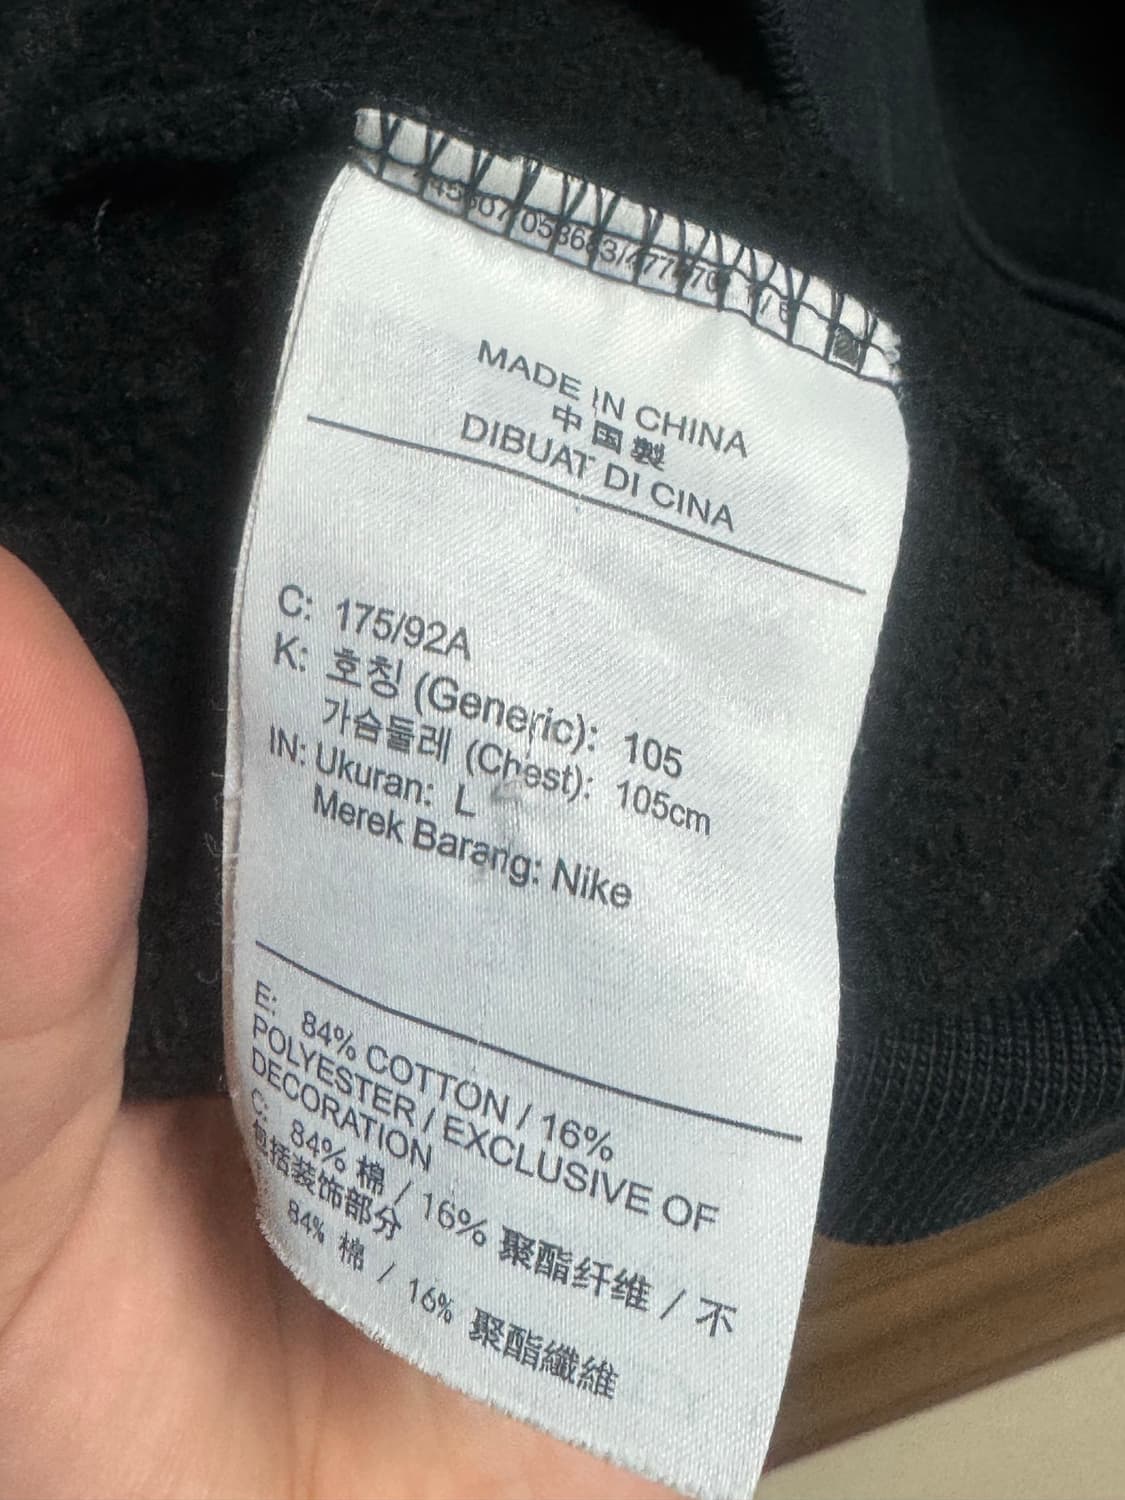 MADE IN CHINA
中国製
DIBUAT DI CINA
C: 175/92A
K: 호칭 (Generic): 105
가슴둘레 (Chest): 105cm
IN: Ukuran: L
Merek Barang: Nike
E: 84% COTTON / 16%
POLYESTER / EXCLUSIVE OF
DECORATION
C: 84% 棉 / 16% 聚酯纤维 / 不
包括装饰部分
84% 棉 / 16% 聚酯纖維